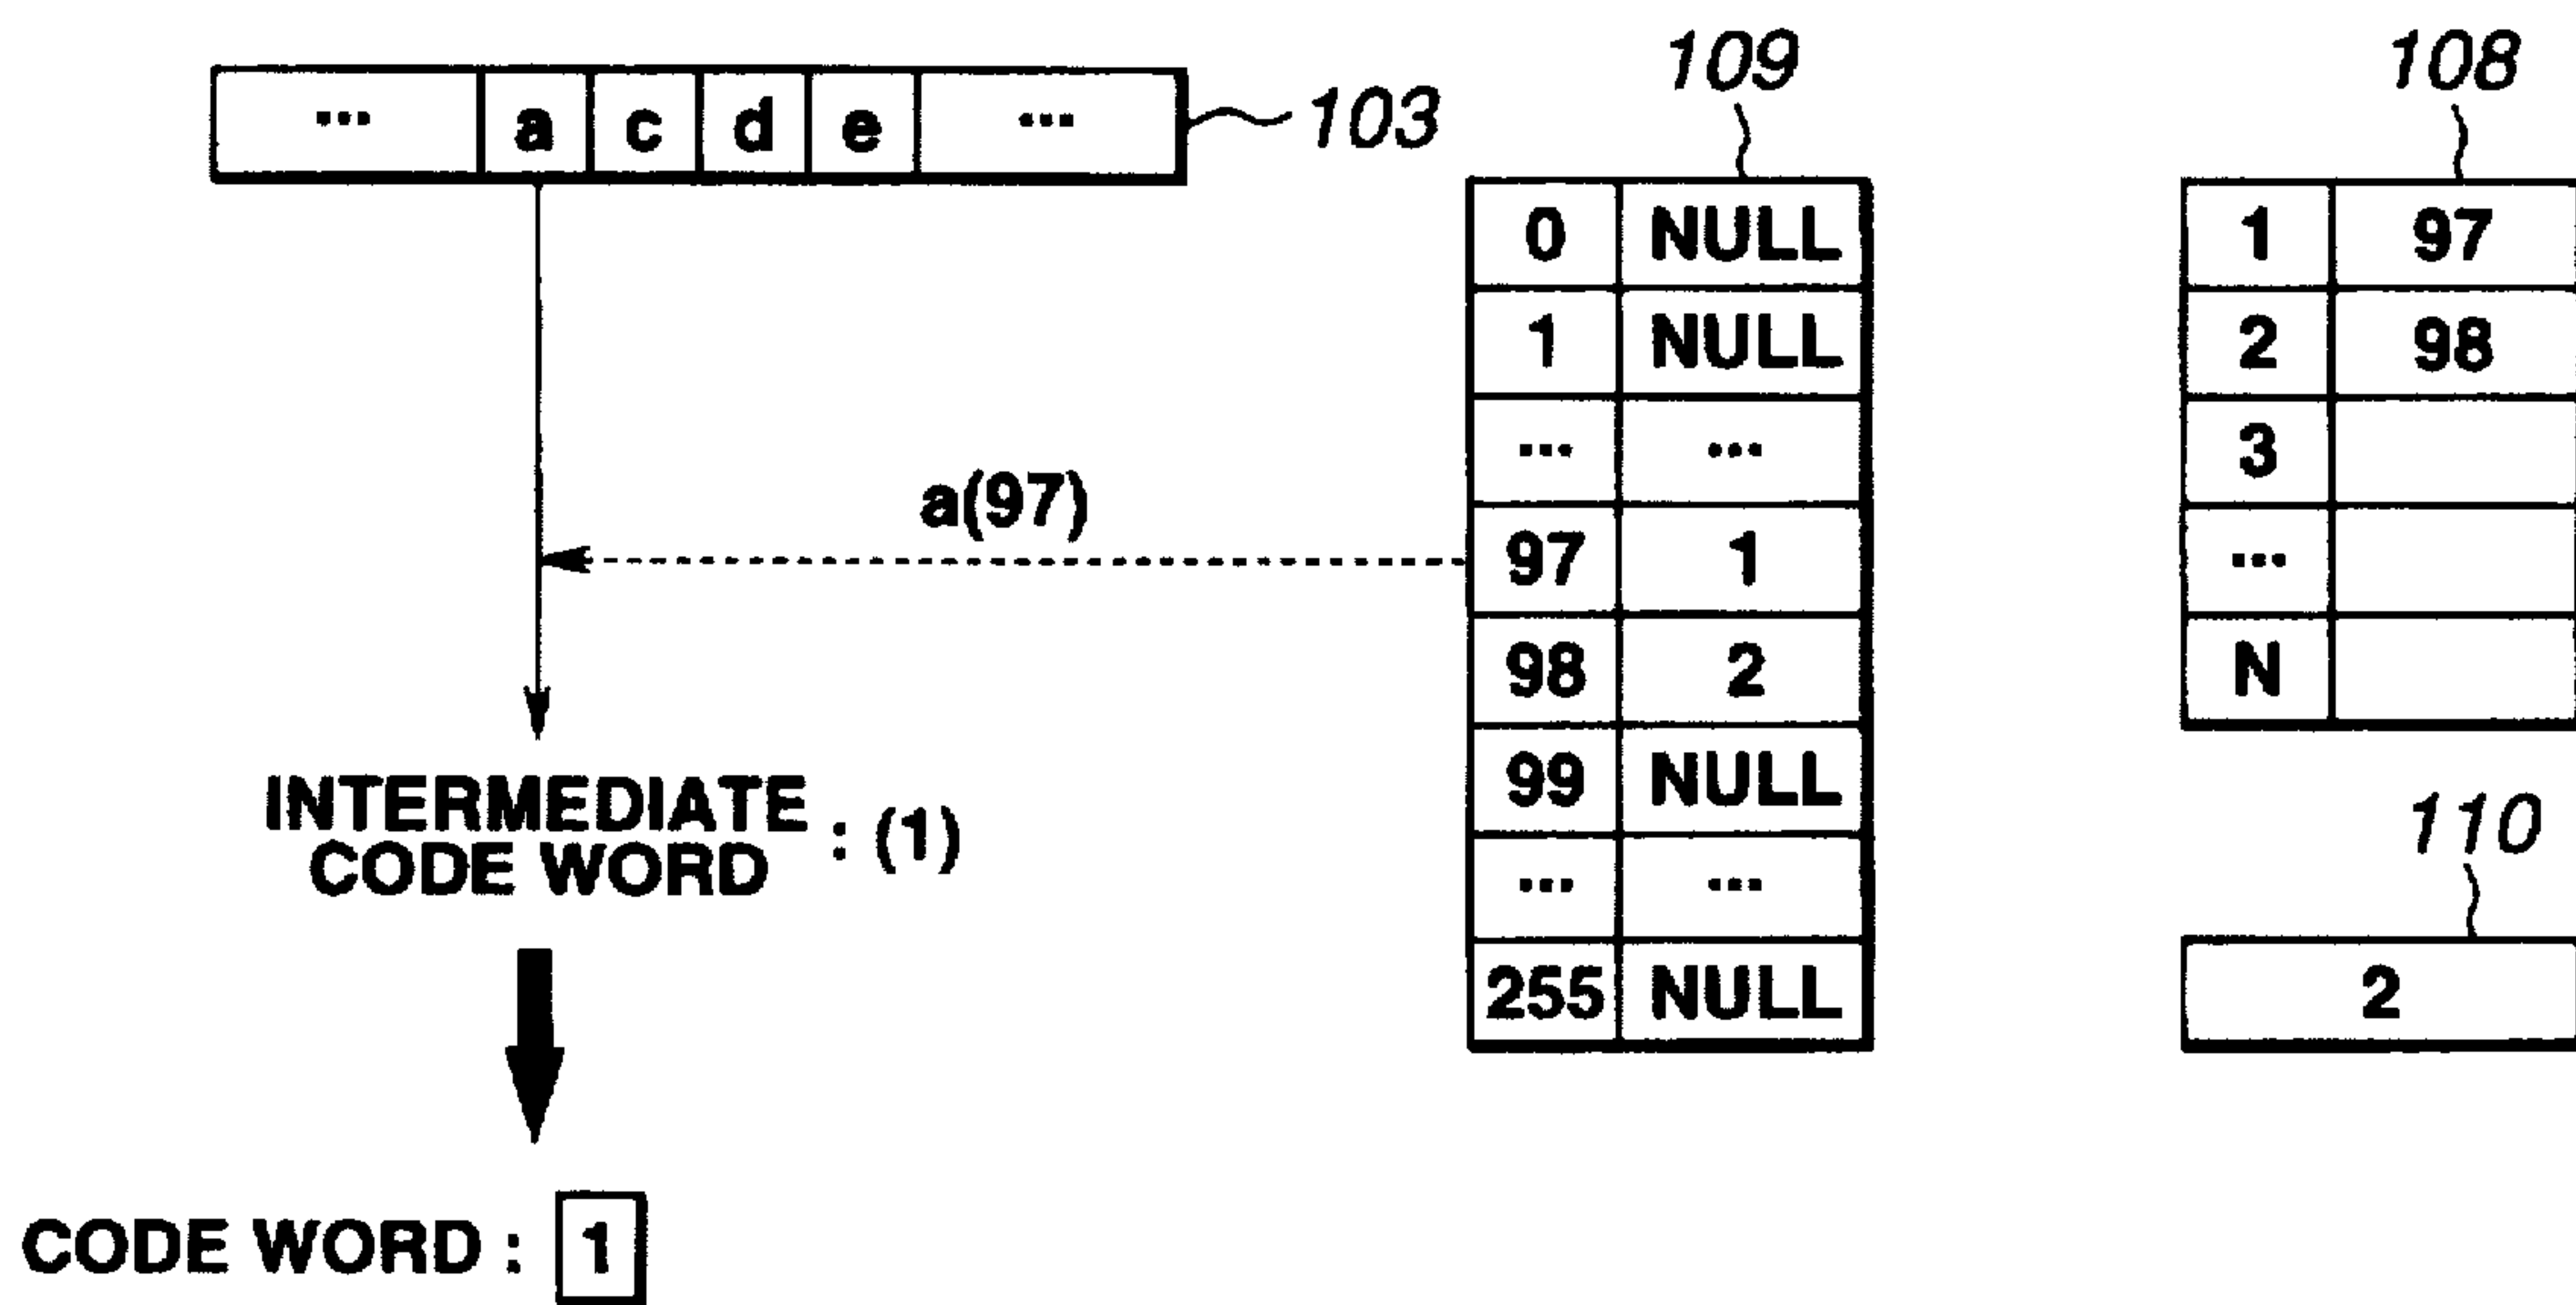 109
108
... a c d e ...
103
0 NULL
1 NULL
... ...
97 1
98 2
99 NULL
... ...
255 NULL
1 97
2 98
3
...
N
a(97)
110
2
INTERMEDIATE
CODE WORD : (1)
CODE WORD : 1